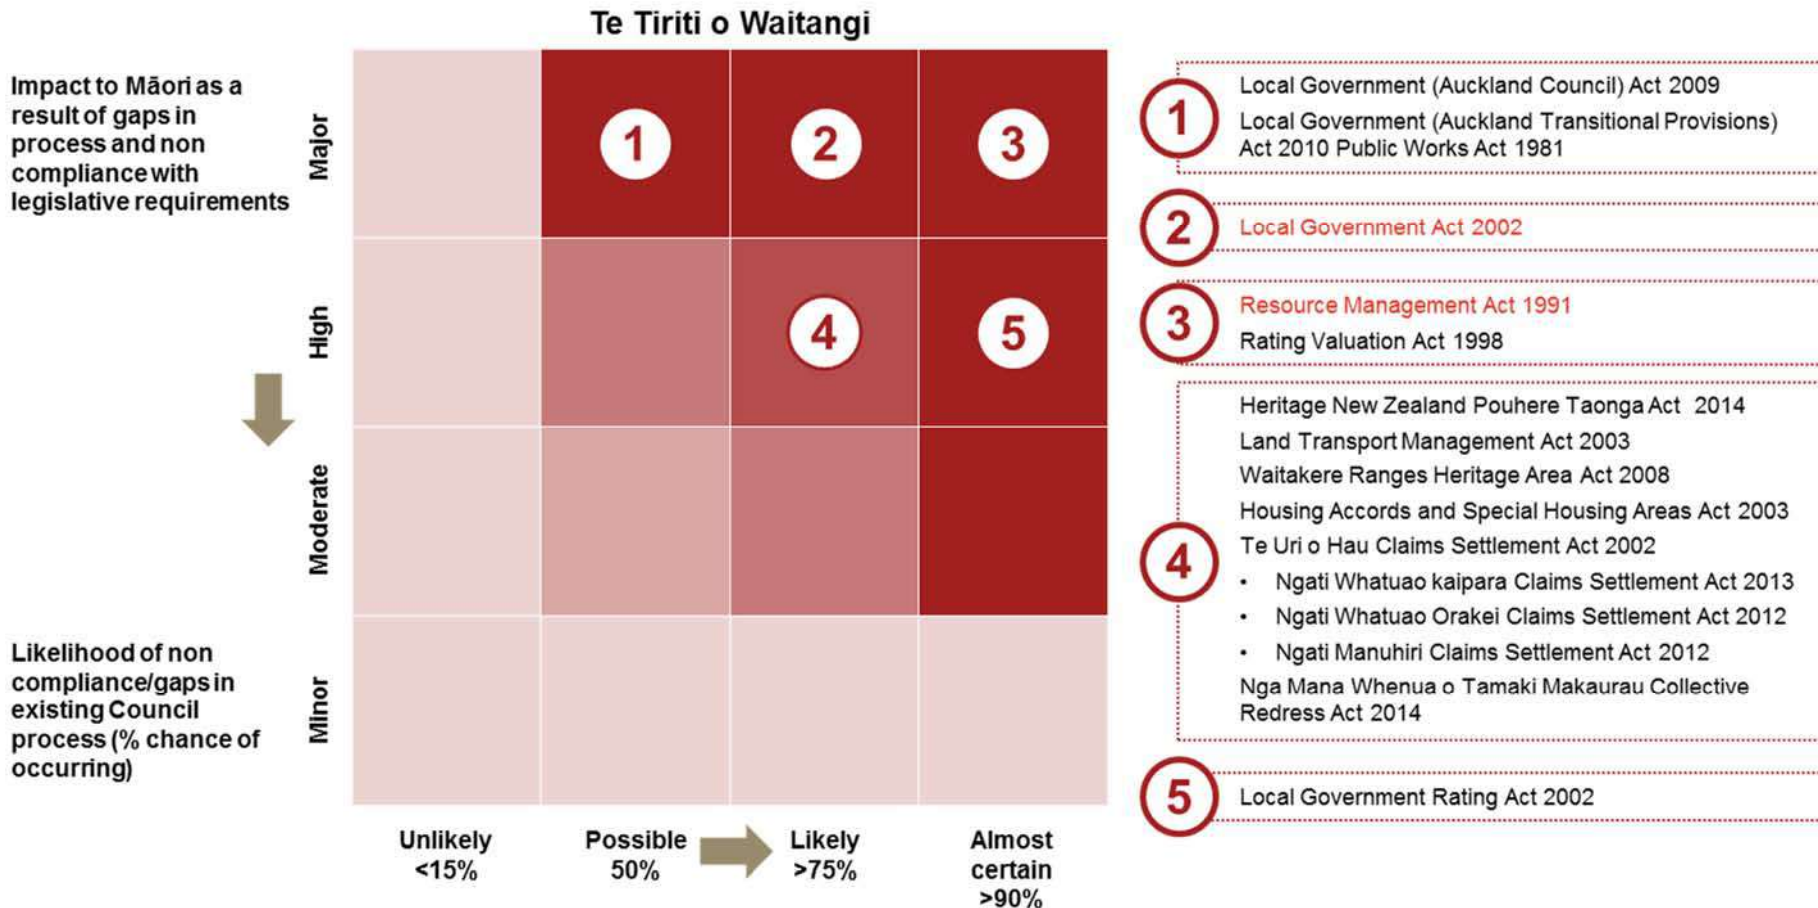 Te Tiriti o Waitangi
Impact to Māori as a
result of gaps in
process and non
compliance with
legislative requirements
Major
High
Moderate
Minor
1
2
3
4
5
Likelihood of non
compliance/gaps in
existing Council
process (% chance of
occurring)
Unlikely
<15%
Possible
50%
Likely
>75%
Almost
certain
>90%
1
Local Government (Auckland Council) Act 2009
Local Government (Auckland Transitional Provisions)
Act 2010 Public Works Act 1981
2
Local Government Act 2002
3
Resource Management Act 1991
Rating Valuation Act 1998
4
Heritage New Zealand Pouhere Taonga Act 2014
Land Transport Management Act 2003
Waitakere Ranges Heritage Area Act 2008
Housing Accords and Special Housing Areas Act 2003
Te Uri o Hau Claims Settlement Act 2002
• Ngati Whatuao kaipara Claims Settlement Act 2013
• Ngati Whatuao Orakei Claims Settlement Act 2012
• Ngati Manuhiri Claims Settlement Act 2012
Nga Mana Whenua o Tamaki Makaurau Collective
Redress Act 2014
5
Local Government Rating Act 2002